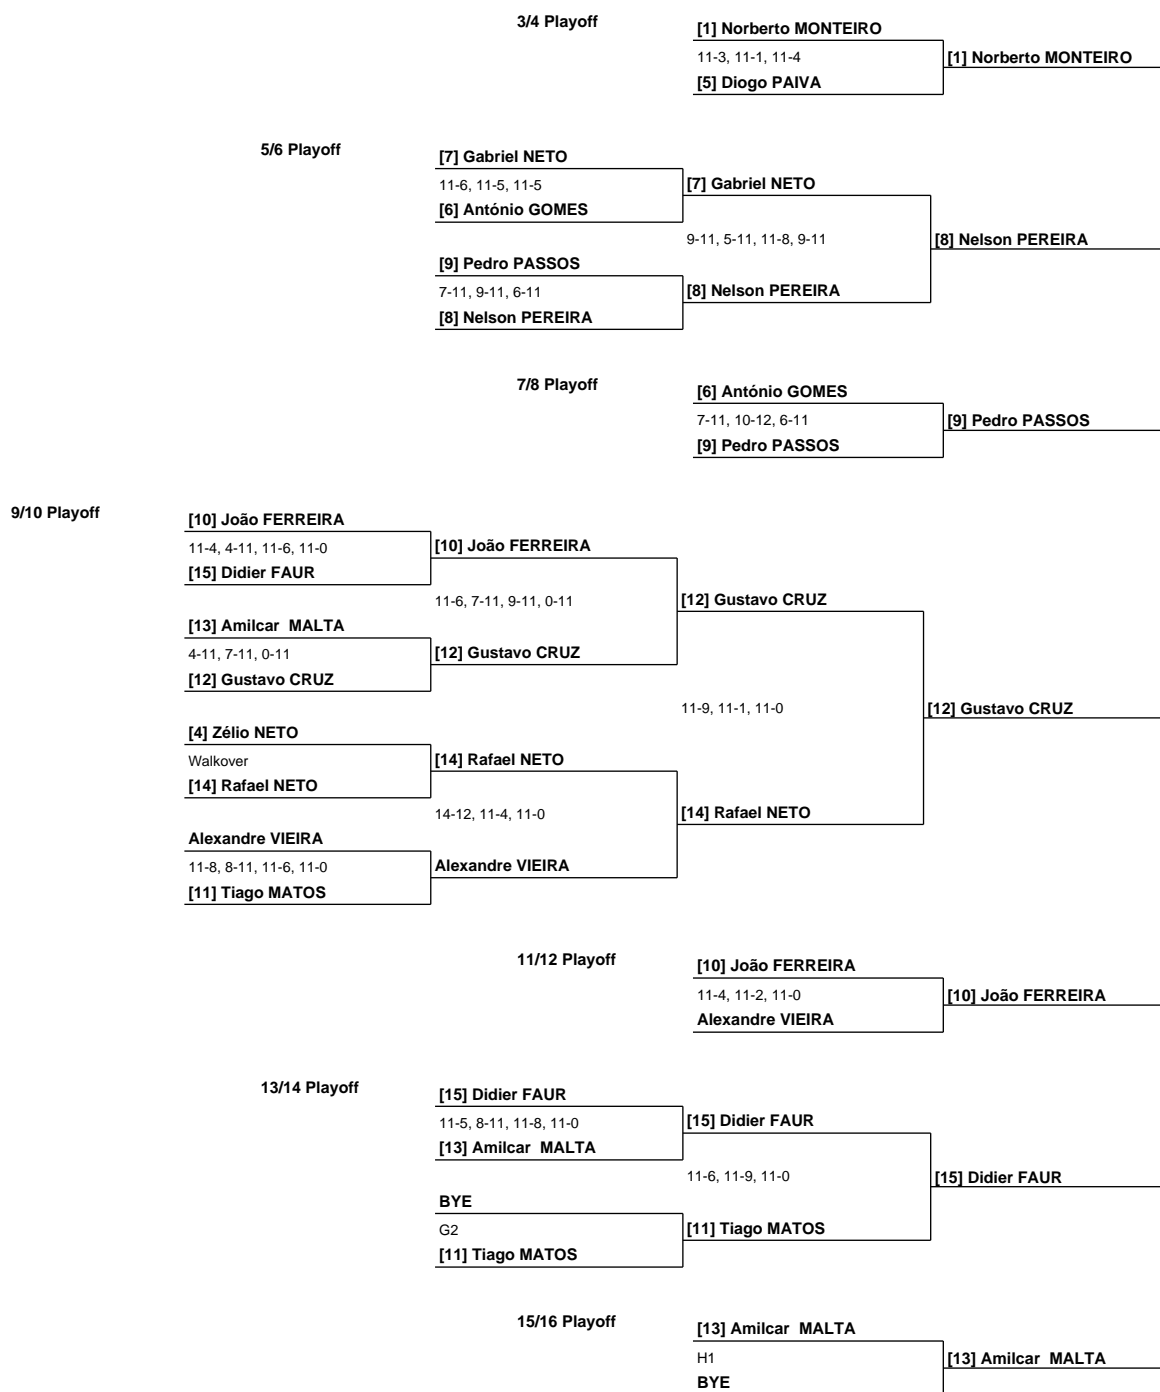 3/4 Playoff
[1] Norberto MONTEIRO
11-3, 11-1, 11-4
[1] Norberto MONTEIRO
[5] Diogo PAIVA
5/6 Playoff
[7] Gabriel NETO
11-6, 11-5, 11-5
[7] Gabriel NETO
[6] António GOMES
9-11, 5-11, 11-8, 9-11
[8] Nelson PEREIRA
[9] Pedro PASSOS
7-11, 9-11, 6-11
[8] Nelson PEREIRA
[8] Nelson PEREIRA
7/8 Playoff
[6] António GOMES
7-11, 10-12, 6-11
[9] Pedro PASSOS
[9] Pedro PASSOS
9/10 Playoff
[10] João FERREIRA
11-4, 4-11, 11-6, 11-0
[10] João FERREIRA
[15] Didier FAUR
11-6, 7-11, 9-11, 0-11
[12] Gustavo CRUZ
[13] Amilcar  MALTA
4-11, 7-11, 0-11
[12] Gustavo CRUZ
[12] Gustavo CRUZ
11-9, 11-1, 11-0
[12] Gustavo CRUZ
[4] Zélio NETO
Walkover
[14] Rafael NETO
[14] Rafael NETO
14-12, 11-4, 11-0
[14] Rafael NETO
Alexandre VIEIRA
11-8, 8-11, 11-6, 11-0
Alexandre VIEIRA
[11] Tiago MATOS
11/12 Playoff
[10] João FERREIRA
11-4, 11-2, 11-0
[10] João FERREIRA
Alexandre VIEIRA
13/14 Playoff
[15] Didier FAUR
11-5, 8-11, 11-8, 11-0
[15] Didier FAUR
[13] Amilcar  MALTA
11-6, 11-9, 11-0
[15] Didier FAUR
BYE
G2
[11] Tiago MATOS
[11] Tiago MATOS
15/16 Playoff
[13] Amilcar  MALTA
H1
[13] Amilcar  MALTA
BYE